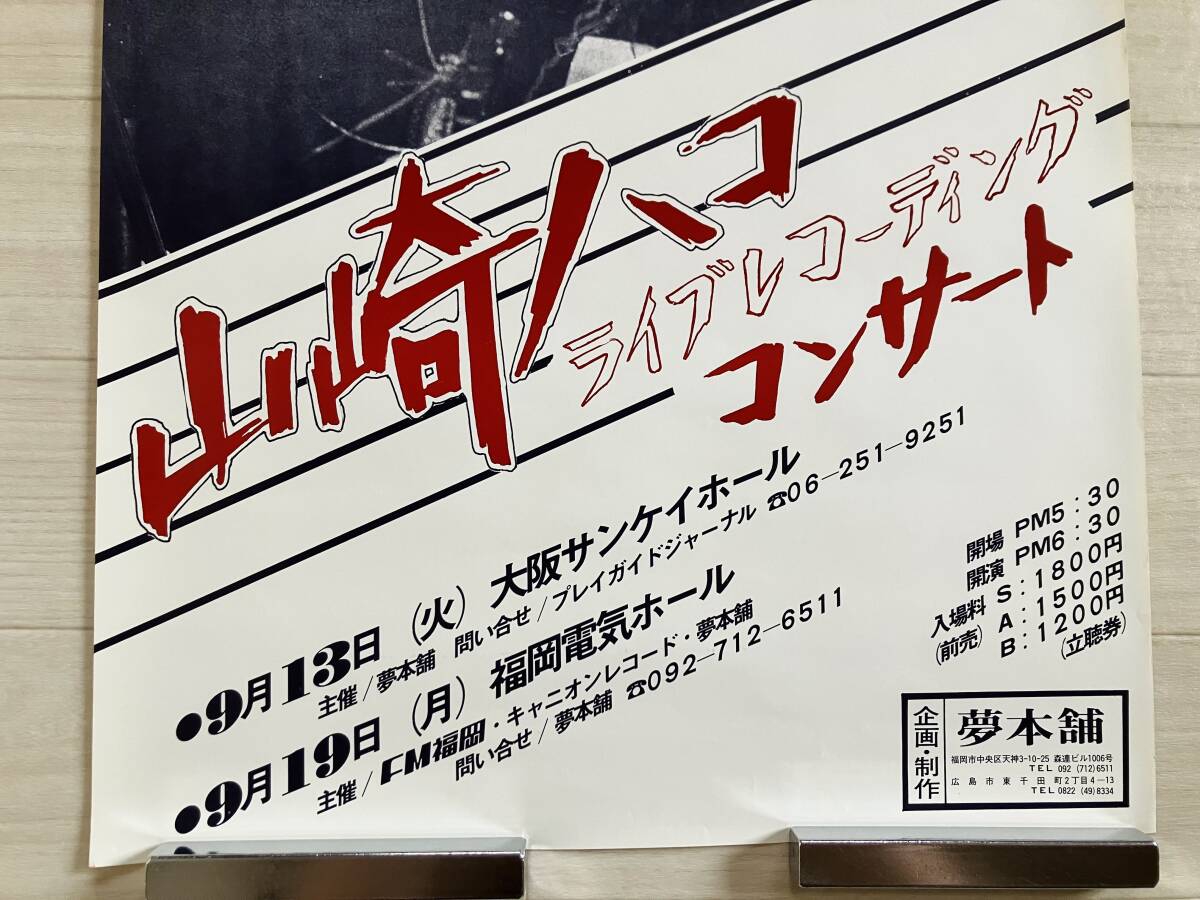 山崎ハコ
ライブレコーディング
コンサート
●9月13日(火) 大阪サンケイホール
主催/夢本舗 問い合せ/プレイガイドジャーナル ☎06-251-9251
●9月19日(月) 福岡電気ホール
主催/FM福岡・キャニオンレコード・夢本舗
問い合せ/夢本舗 ☎092-712-6511
開場 PM5:30
開演 PM6:30
入場料 S:1800円
(前売) A:1500円
B:1200円
(立聴券)
企画・制作
夢本舗
福岡市中央区天神3-10-25 森連ビル1006号
TEL 092 (712) 6511
広島市東千田町2丁目4-13
TEL 0822 (49) 8334